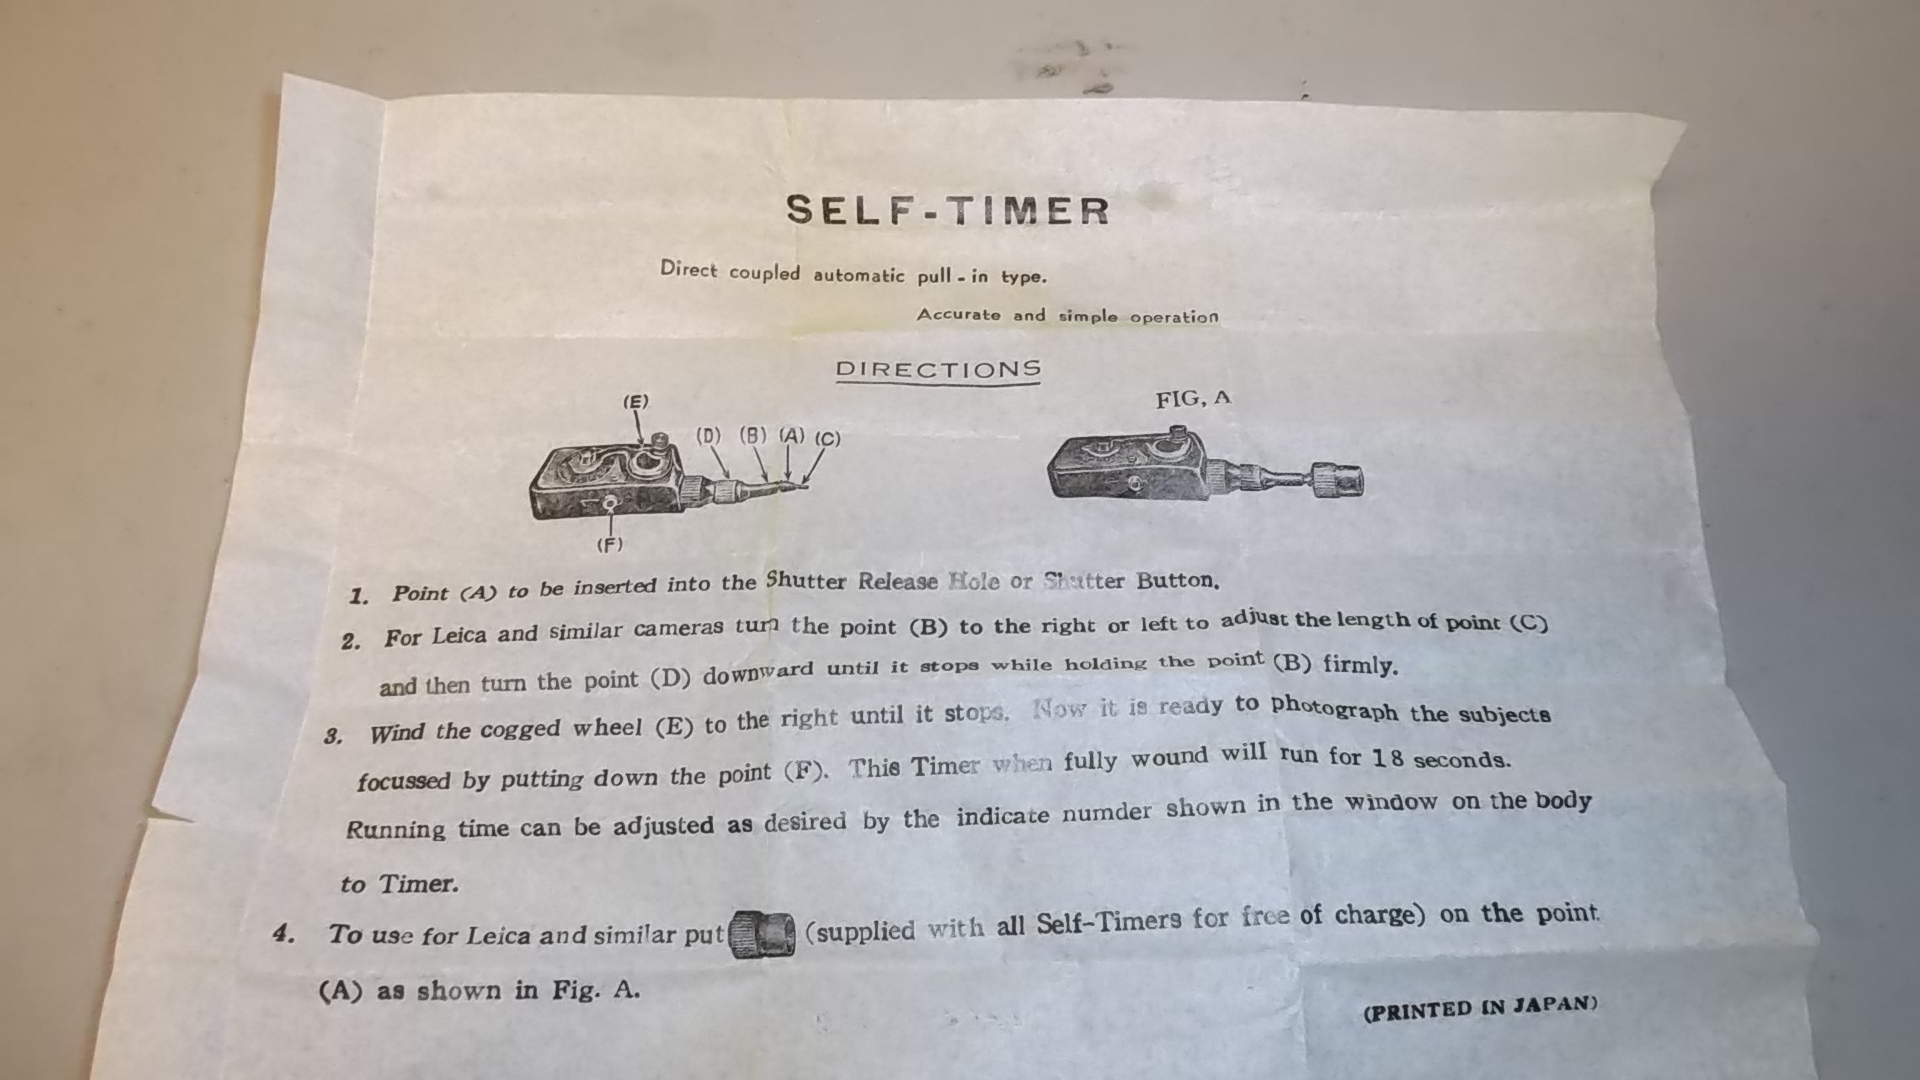 SELF-TIMER
Direct coupled automatic pull-in type.
Accurate and simple operation
DIRECTIONS
(E)
(D) (B) (A) (C)
(F)
FIG, A
1. Point (A) to be inserted into the Shutter Release Hole or Shutter Button.
2. For Leica and similar cameras turn the point (B) to the right or left to adjust the length of point (C)
and then turn the point (D) downward until it stops while holding the point (B) firmly.
3. Wind the cogged wheel (E) to the right until it stops. Now it is ready to photograph the subjects
focussed by putting down the point (F). This Timer when fully wound will run for 18 seconds.
Running time can be adjusted as desired by the indicate numder shown in the window on the body
to Timer.
4. To use for Leica and similar put (supplied with all Self-Timers for free of charge) on the point
(A) as shown in Fig. A.
(PRINTED IN JAPAN)